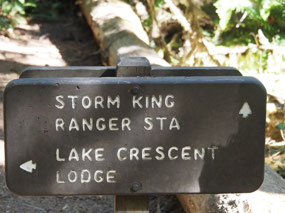 STORM KING
RANGER STA
LAKE CRESCENT
LODGE